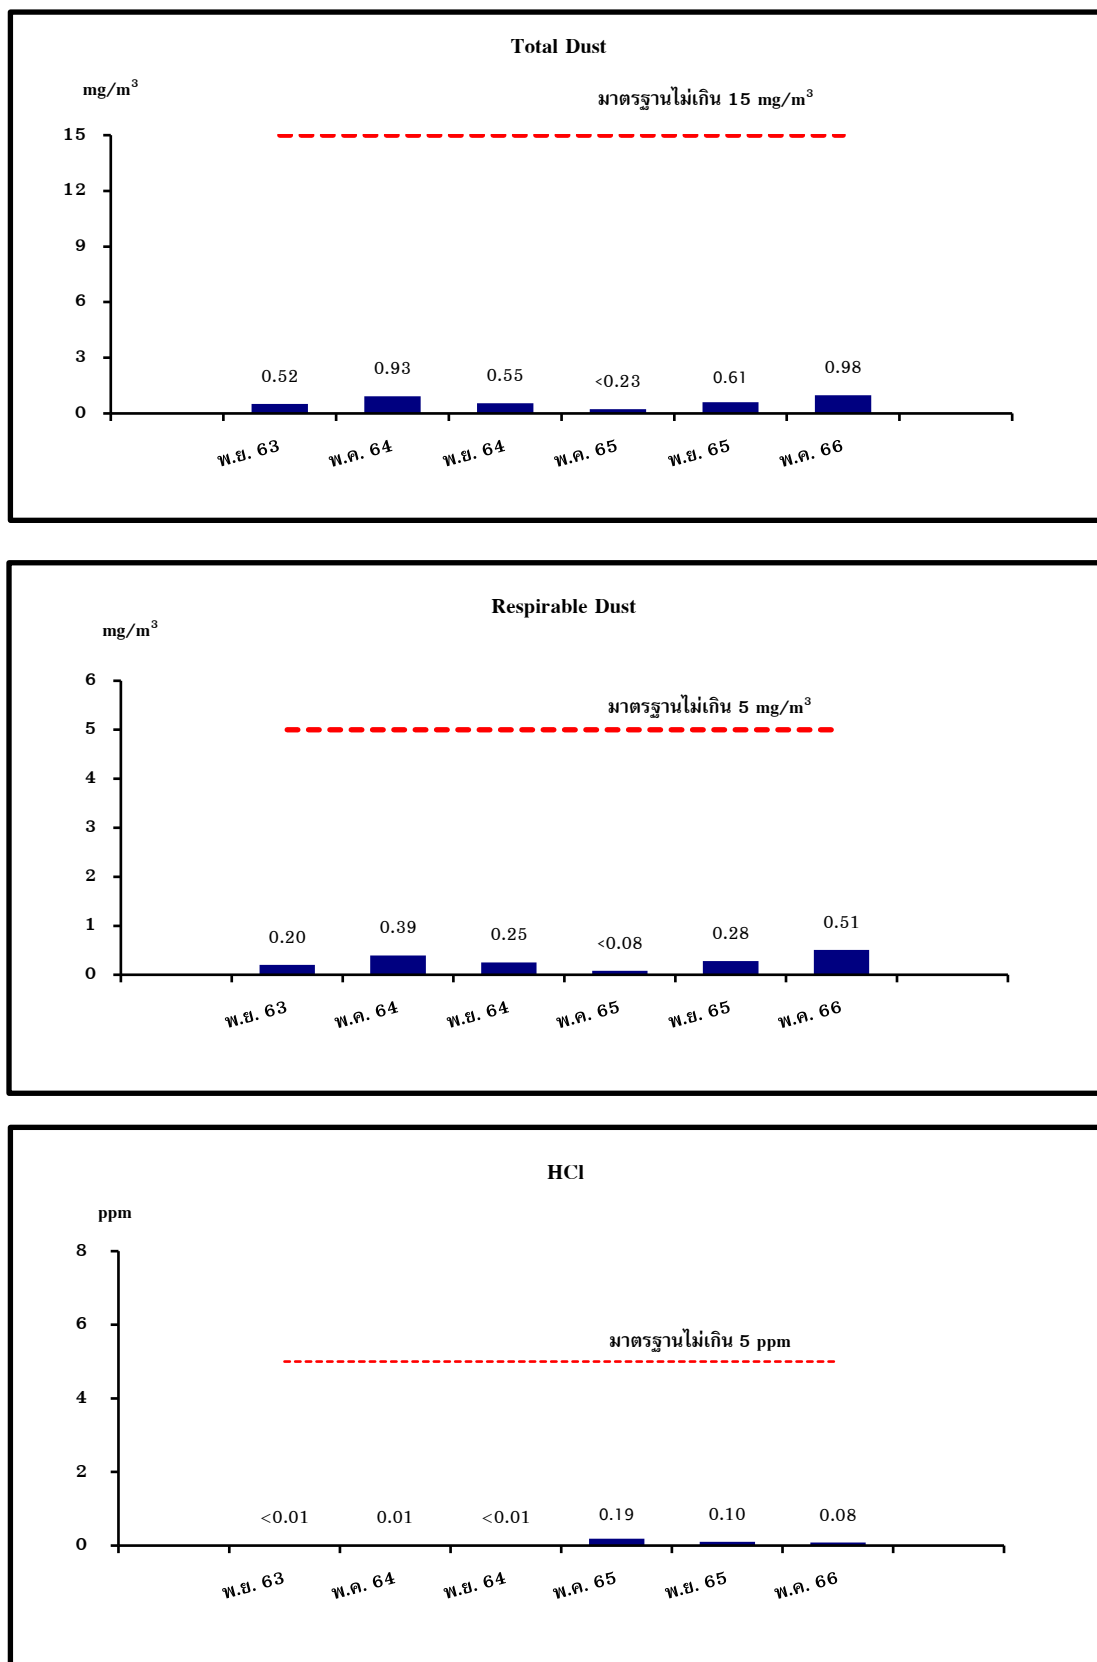 Total Dust
mg/m³
มาตรฐานไม่เกิน 15 mg/m³
15
12
9
6
3
0
0.52 0.93 0.55 <0.23 0.61 0.98
พ.ย. 63 พ.ค. 64 พ.ย. 64 พ.ค. 65 พ.ย. 65 พ.ค. 66
Respirable Dust
mg/m³
มาตรฐานไม่เกิน 5 mg/m³
6
5
4
3
2
1
0
0.20 0.39 0.25 <0.08 0.28 0.51
พ.ย. 63 พ.ค. 64 พ.ย. 64 พ.ค. 65 พ.ย. 65 พ.ค. 66
HCl
ppm
มาตรฐานไม่เกิน 5 ppm
8
6
4
2
0
<0.01 0.01 <0.01 0.19 0.10 0.08
พ.ย. 63 พ.ค. 64 พ.ย. 64 พ.ค. 65 พ.ย. 65 พ.ค. 66